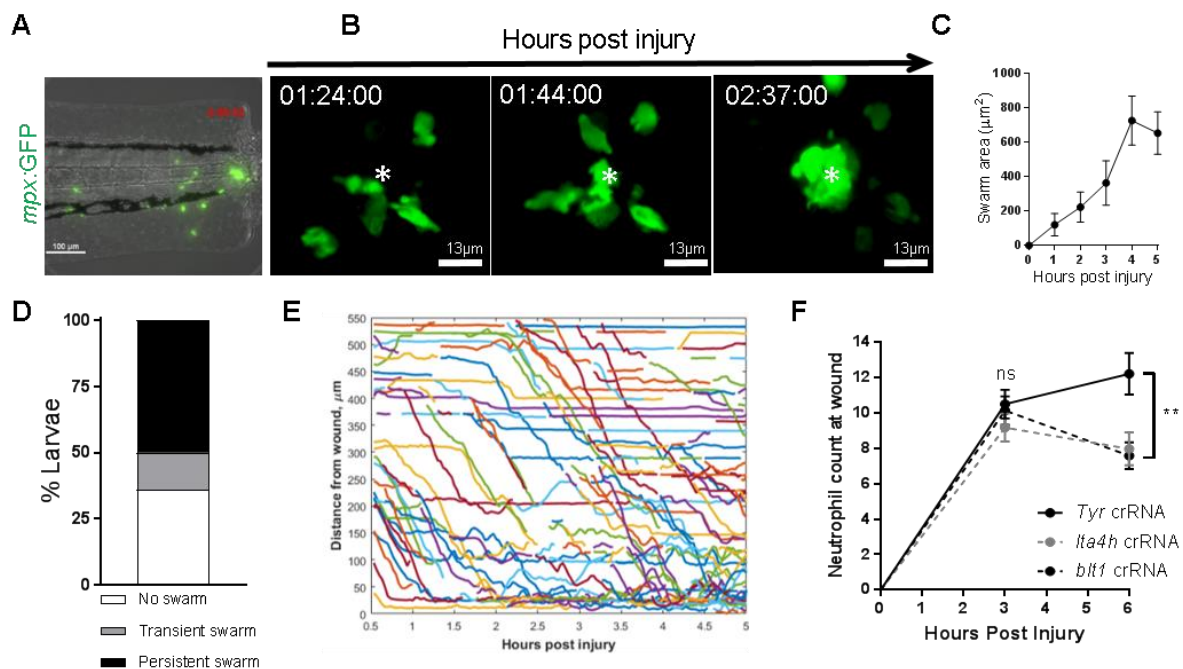 A
B
Hours post injury
C
mpx:GFP
100 µm
01:24:00
13µm
01:44:00
13µm
02:37:00
13µm
Swarm area (µm²)
1000
800
600
400
200
0
0 1 2 3 4 5
Hours post injury
D
% Larvae
100
75
50
25
0
No swarm
Transient swarm
Persistent swarm
E
Distance from wound, µm
550
500
450
400
350
300
250
200
150
100
50
0
0.5 1 1.5 2 2.5 3 3.5 4 4.5 5
Hours post injury
F
Neutrophil count at wound
14
12
10
8
6
4
2
0
ns
**
Tyr crRNA
lta4h crRNA
blt1 crRNA
0 1 2 3 4 5 6
Hours Post Injury